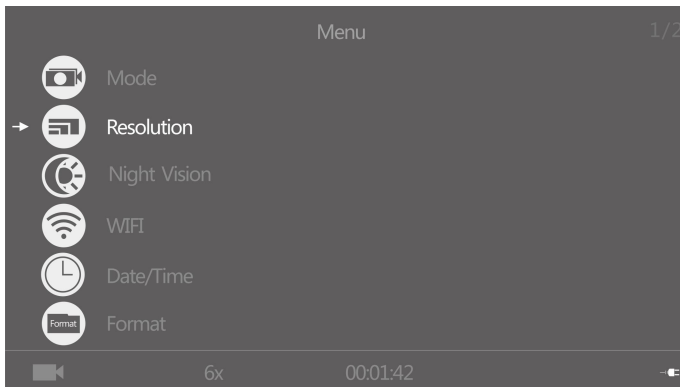 Menu 1/2
Mode
Resolution
Night Vision
WIFI
Date/Time
Format
Format
6x 00:01:42